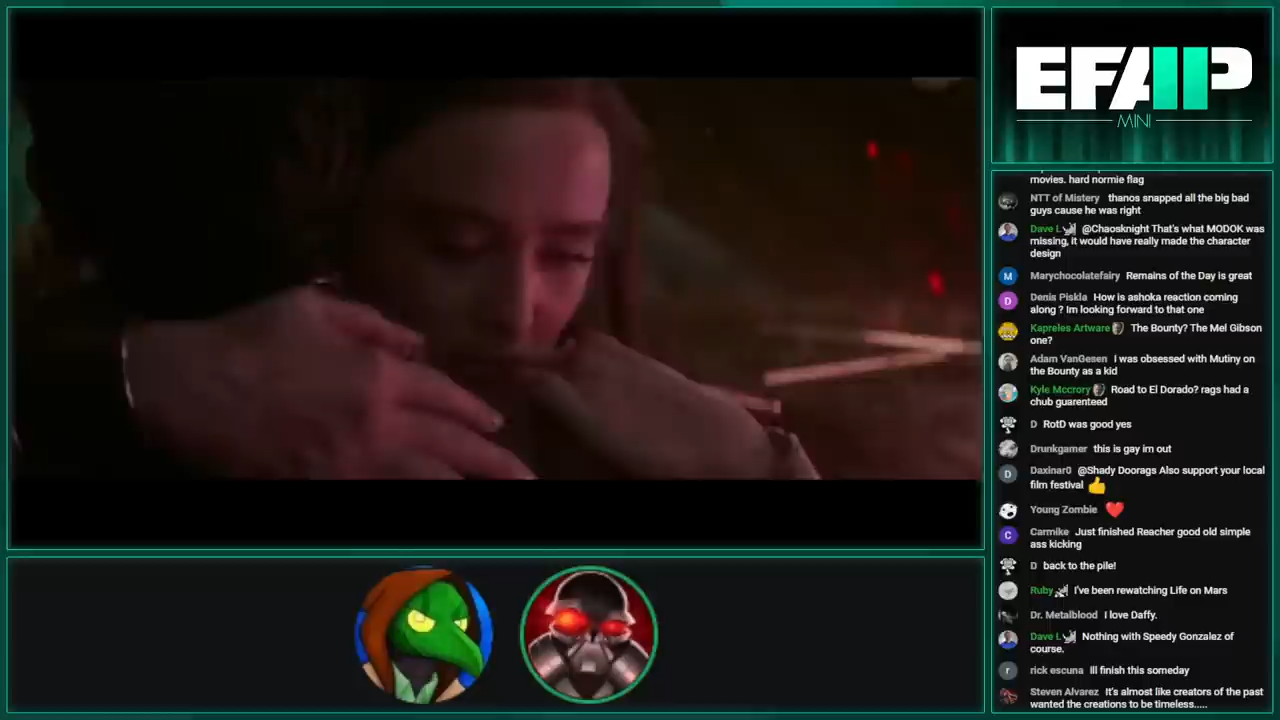 EFAP
MINI
movies. hard normie flag
NTT of Mistery thanos snapped all the big bad
guys cause he was right
Dave L @Chaosknight That's what MODOK was
missing, it would have really made the character
design
Marychocolatefairy Remains of the Day is great
Denis Piskla How is ashoka reaction coming
along ? Im looking forward to that one
Kapreles Artware The Bounty? The Mel Gibson
one?
Adam VanGesen I was obsessed with Mutiny on
the Bounty as a kid
Kyle Mccrory Road to El Dorado? rags had a
chub guarenteed
D RotD was good yes
Drunkgamer this is gay im out
Daxinar0 @Shady Doorags Also support your local
film festival 👍
Young Zombie ❤️
Carmike Just finished Reacher good old simple
ass kicking
D back to the pile!
Ruby I've been rewatching Life on Mars
Dr. Metalblood I love Daffy.
Dave L Nothing with Speedy Gonzalez of
course.
rick escuna Ill finish this someday
Steven Alvarez It's almost like creators of the past
wanted the creations to be timeless.....